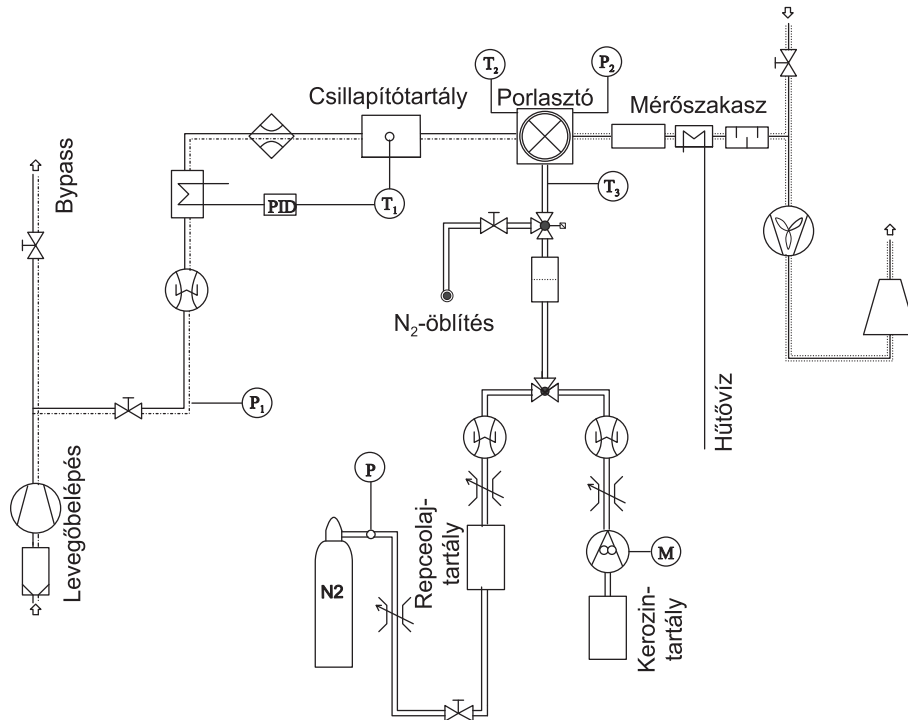 T2
P2
Csillapítótartály
Porlasztó
Mérőszakasz
Bypass
PID
T1
T3
N2-öblítés
P1
Hűtővíz
Levegőbelépés
P
Repceolaj-
tartály
M
N2
Kerozin-
tartály